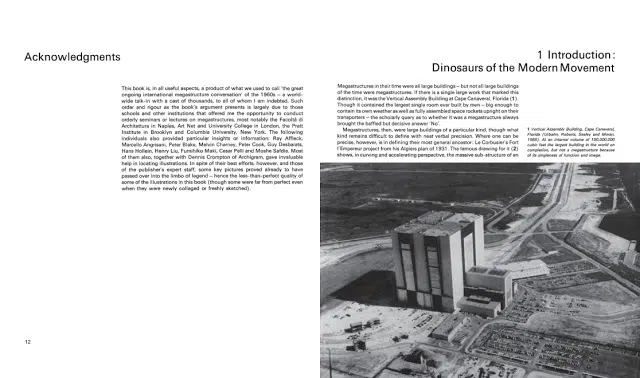 Acknowledgments
This book is, in all useful aspects, a product of what we used to call 'the great
ongoing international megastructure conversation' of the 1960s – a world-
wide talk-in with a cast of thousands, to all of whom I am indebted. Such
order and rigour as the book's argument presents is largely due to those
schools and other institutions that offered me the opportunity to conduct
orderly seminars or lectures on megastructures, most notably the Facoltà di
Architettura in Naples, Art Net and University College in London, the Pratt
Institute in Brooklyn and Columbia University, New York. The following
individuals also provided particular insights or information: Ray Affleck,
Marcello Angrisani, Peter Blake, Melvin Charney, Peter Cook, Guy Desbarats,
Hans Hollein, Henry Liu, Fumihiko Maki, Cesar Pelli and Moshe Safdie. Most
of them also, together with Dennis Crompton of Archigram, gave invaluable
help in locating illustrations. In spite of their best efforts, however, and those
of the publisher's expert staff, some key pictures proved already to have
passed over into the limbo of legend – hence the less-than-perfect quality of
some of the illustrations in this book (though some were far from perfect even
when they were newly collaged or freshly sketched).
12
1 Introduction:
Dinosaurs of the Modern Movement
Megastructures in their time were all large buildings – but not all large buildings
of the time were megastructures. If there is a single large work that marked this
distinction, it was the Vertical Assembly Building at Cape Canaveral, Florida (1).
Though it contained the largest single room ever built by men – big enough to
contain its own weather as well as fully assembled space rockets upright on their
transporters – the scholarly query as to whether it was a megastructure always
brought the baffled but decisive answer 'No'.
Megastructures, then, were large buildings of a particular kind, though what
kind remains difficult to define with neat verbal precision. Where one can be
precise, however, is in defining their most general ancestor: Le Corbusier's Fort
l'Empereur project from his Algiers plan of 1931. The famous drawing for it (2)
shows, in curving and accelerating perspective, the massive sub-structure of an
1 Vertical Assembly Building, Cape Canaveral,
Florida (Urbahn, Roberts, Seeley and Moran,
1966). At an internal volume of
cubic feet the largest building in the world on
completion, but not a megastructure because
of its singleness of function and image.